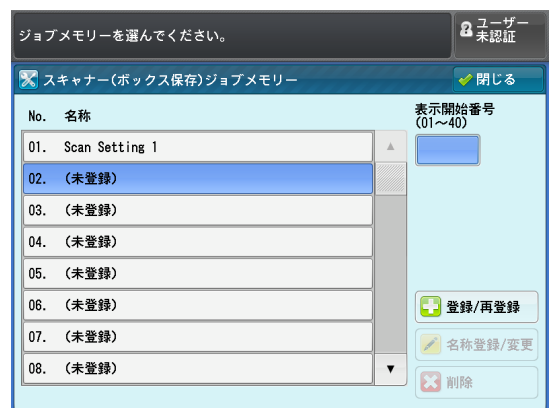 ジョブメモリーを選んでください。
ユーザー
未認証
スキャナー(ボックス保存)ジョブメモリー
閉じる
No. 名称
表示開始番号
(01～40)
01. Scan Setting 1
02. (未登録)
03. (未登録)
04. (未登録)
05. (未登録)
06. (未登録)
登録/再登録
07. (未登録)
名称登録/変更
08. (未登録)
削除